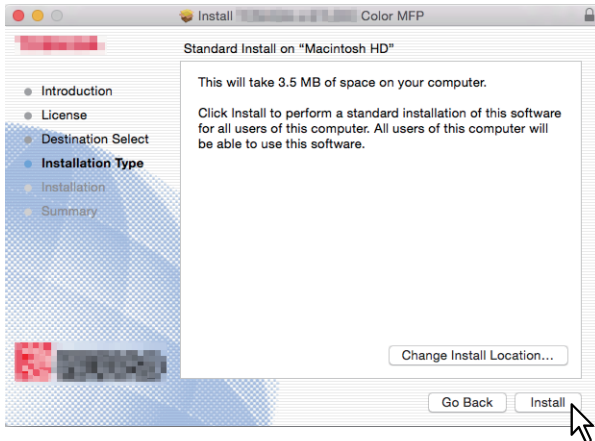 Install Color MFP
Standard Install on “Macintosh HD”
Introduction
License
Destination Select
Installation Type
Installation
Summary
This will take 3.5 MB of space on your computer.
Click Install to perform a standard installation of this software
for all users of this computer. All users of this computer will
be able to use this software.
Change Install Location...
Go Back
Install